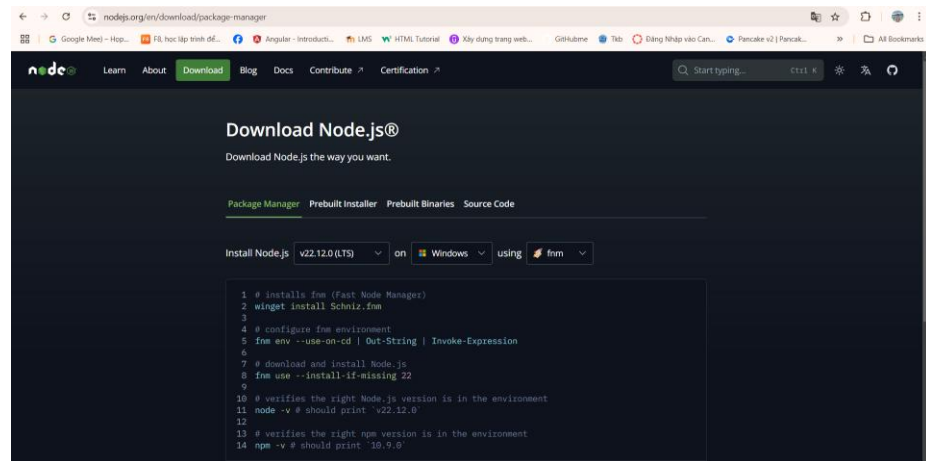 nodejs.org/en/download/package-manager
Google Meet – Hop... F8, học lập trình để... Angular - Introducti... LMS HTML Tutorial Xây dựng trang web... GitHubme Tkb Đăng Nhập vào Can... Pancake v2 | Pancak... » All Bookmarks
node Learn About Download Blog Docs Contribute ↗ Certification ↗ Start typing... Ctrl K
Download Node.js®
Download Node.js the way you want.
Package Manager Prebuilt Installer Prebuilt Binaries Source Code
Install Node.js v22.12.0 (LTS) on Windows using fnm
1 # installs fnm (Fast Node Manager)
2 winget install Schniz.fnm
3
4 # configure fnm environment
5 fnm env --use-on-cd | Out-String | Invoke-Expression
6
7 # download and install Node.js
8 fnm use --install-if-missing 22
9
10 # verifies the right Node.js version is in the environment
11 node -v # should print `v22.12.0`
12
13 # verifies the right npm version is in the environment
14 npm -v # should print `10.9.0`